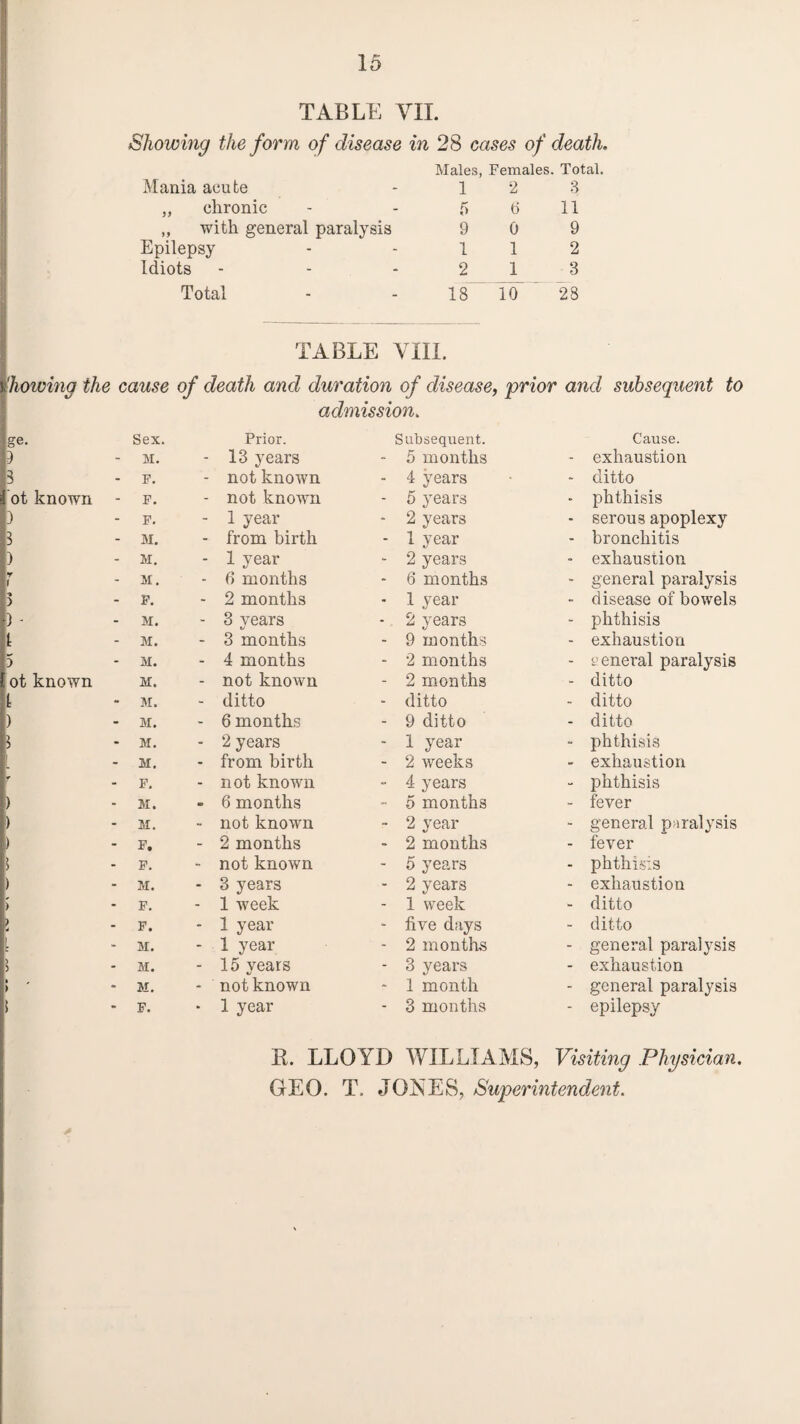 15
TABLE VII.
Showing the form of disease in 28 cases of death.
Males, Females. Total.
Mania acute - 1 2 3
,, chronic - - 5 6 11
,, with general paralysis 9 0 9
Epilepsy - - 1 1 2
Idiots - - - 2 1 3
Total - - 18 10 28
TABLE VIII.
howing the cause of death and duration of disease, prior and subsequent to
admission.
ge. Sex. Prior. Subsequent. Cause.
- M. - 13 years - 5 months - exhaustion
3 - F. - not known - 4 years - ditto
ot known - F. - not known - 5 years - phthisis
- F. - 1 year - 2 years - serous apoplexy
3 - M. - from birth - 1 year - bronchitis
- M. - 1 year - 2 years - exhaustion
- M. - 6 months - 6 months - general paralysis
- F. - 2 months - 1 year - disease of bowels
- M. - 3 years - 2 years - phthisis
- M. - 3 months - 9 months - exhaustion
5 - M. - 4 months - 2 months - general paralysis
ot known M. - not known - 2 months - ditto
- M. - ditto - ditto - ditto
- M. - 6 months - 9 ditto - ditto
- M. - 2 years - 1 year - phthisis
- M. - from birth - 2 weeks - exhaustion
- F. - not known - 4 years - phthisis
- M. - 6 months - 5 months - fever
- M. - not known - 2 year - general paralysis
- F. - 2 months - 2 months - fever
- F. - not known - 5 years - phthisis
- M. - 3 years - 2 years - exhaustion
- F. - 1 week - 1 week - ditto
- F. - 1 year - five days - ditto
- M. - 1 year - 2 months - general paralysis
- M. - 15 years - 3 years - exhaustion
- M. - not known - 1 month - general paralysis
- F. - 1 year - 3 months - epilepsy
R. LLOYD WILLIAMS, Visiting Physician.
GEO. T. JONES, Superintendent.